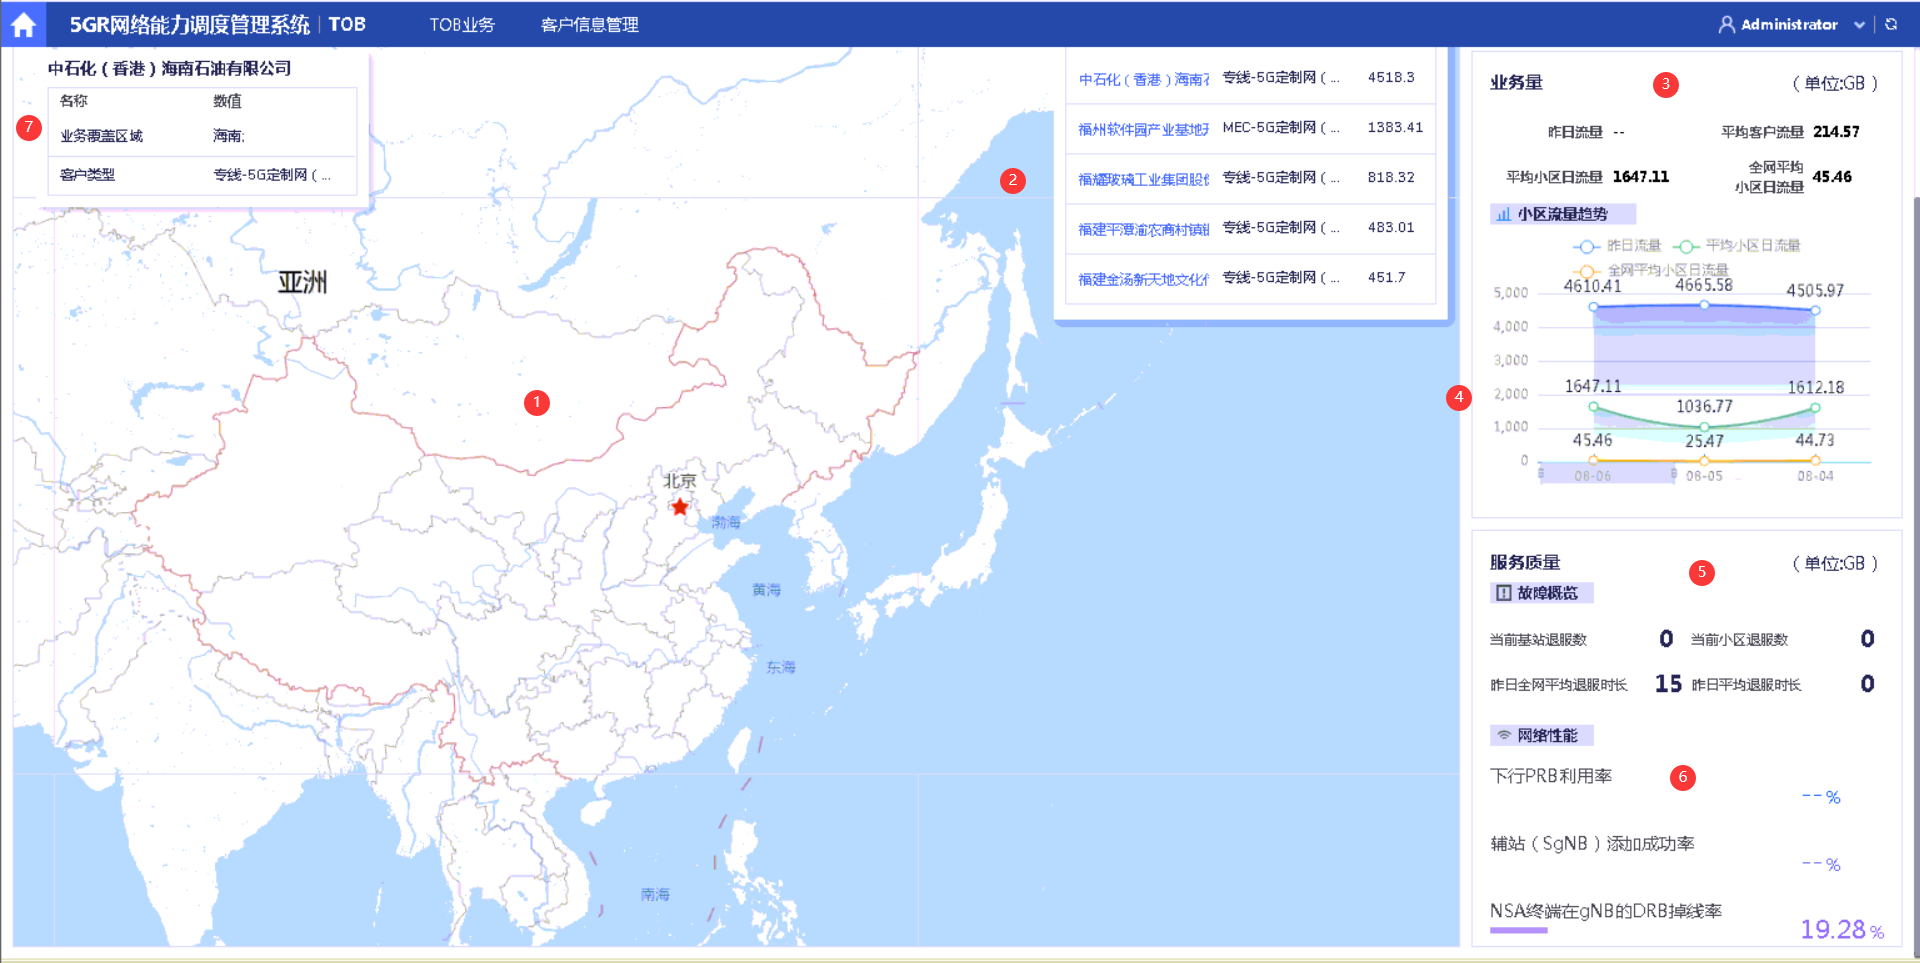 5GR网络能力调度管理系统 | TOB
TOB业务
客户信息管理
Administrator
中石化（香港）海南石油有限公司
名称 数值
业务覆盖区域 海南;
客户类型 专线-5G定制网（...
7
中石化（香港）海南 专线-5G定制网（... 4518.3
福州软件园产业基地开 MEC-5G定制网（... 1383.41
福耀玻璃工业集团股份 专线-5G定制网（... 818.32
福建平潭渝农商村镇 专线-5G定制网（... 483.01
福建金汤新天地文化 专线-5G定制网（... 451.7
2
亚洲
1
北京
渤海
黄海
东海
南海
4
业务量
3
（单位:GB）
昨日流量 --
平均客户流量 214.57
平均小区日流量 1647.11
全网平均
小区日流量 45.46
小区流量趋势
昨日流量 平均小区日流量
全网平均小区日流量
4610.41 4665.58 4505.97
5,000
4,000
3,000
2,000
1,000
0
1647.11 1036.77 1612.18
45.46 25.47 44.73
08-06 08-05 08-04
服务质量
5
（单位:GB）
故障概览
当前基站退服数 0 当前小区退服数 0
昨日全网平均退服时长 15 昨日平均退服时长 0
网络性能
下行PRB利用率
6
--%
辅站（SgNB）添加成功率
--%
NSA终端在gNB的DRB掉线率
19.28%